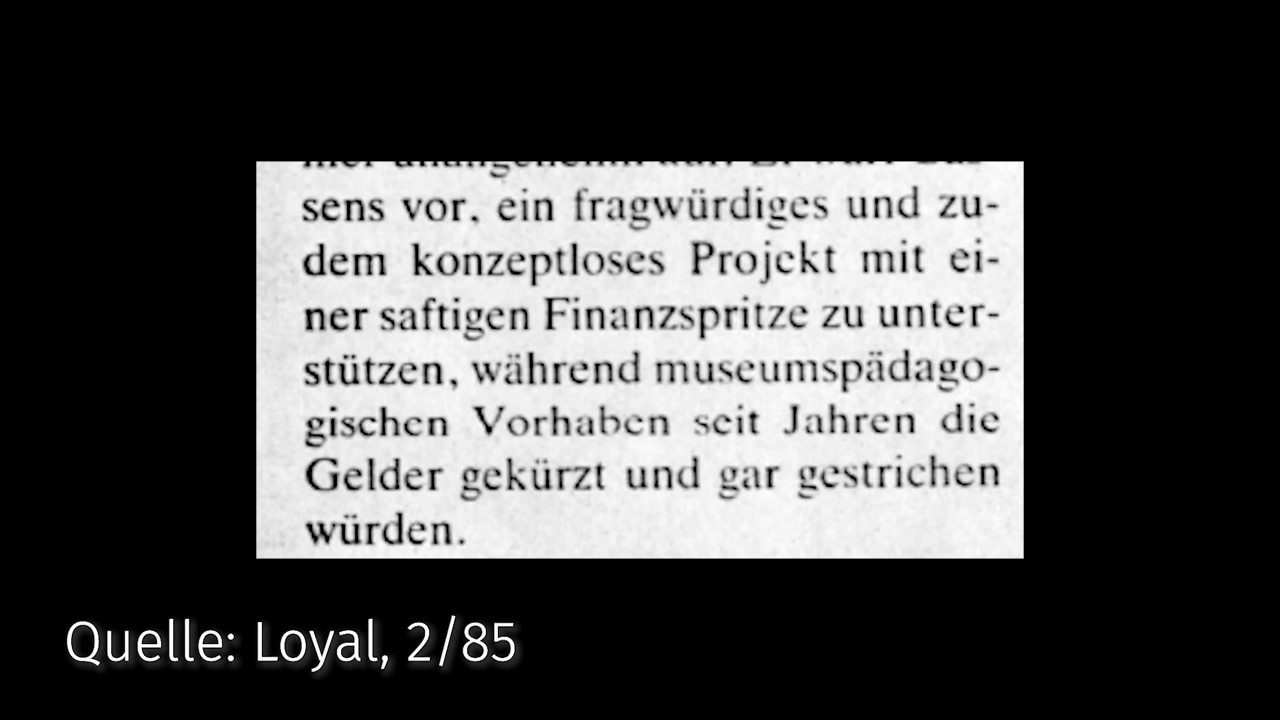 sens vor, ein fragwürdiges und zu-
dem konzeptloses Projekt mit ei-
ner saftigen Finanzspritze zu unter-
stützen, während museumspädago-
gischen Vorhaben seit Jahren die
Gelder gekürzt und gar gestrichen
würden.
Quelle: Loyal, 2/85